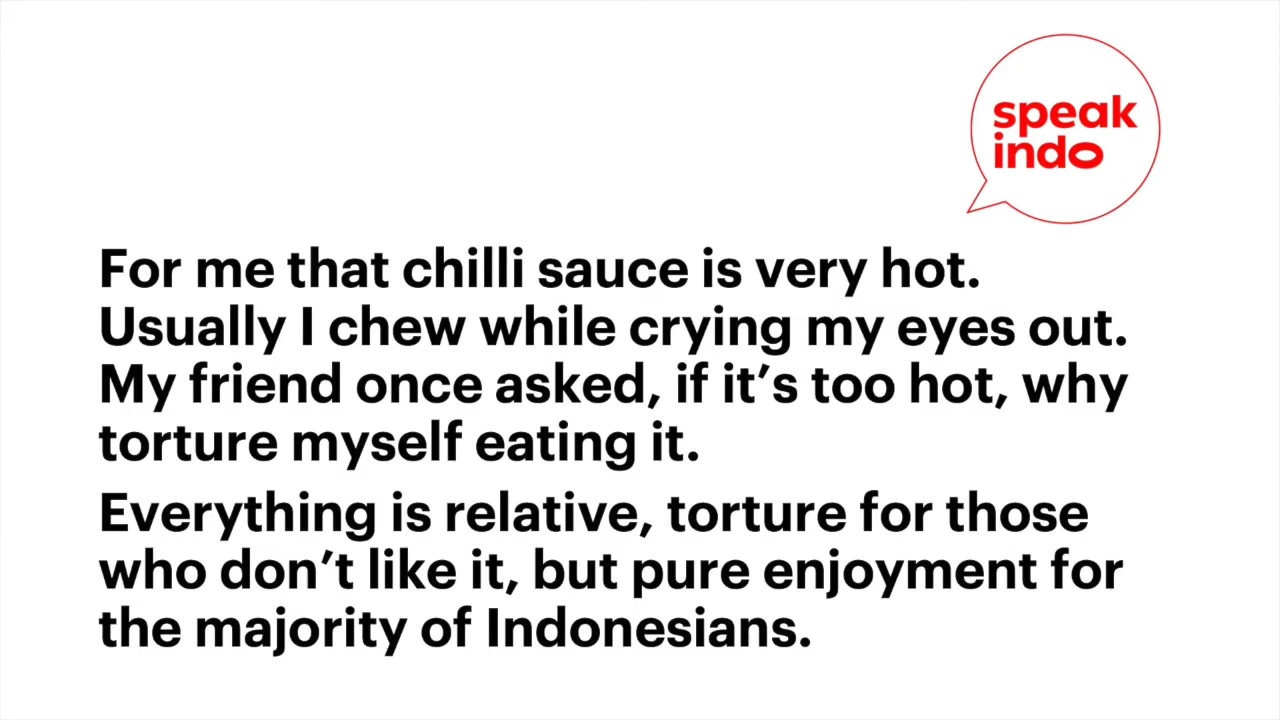 speak
indo
For me that chilli sauce is very hot.
Usually I chew while crying my eyes out.
My friend once asked, if it’s too hot, why
torture myself eating it.
Everything is relative, torture for those
who don’t like it, but pure enjoyment for
the majority of Indonesians.